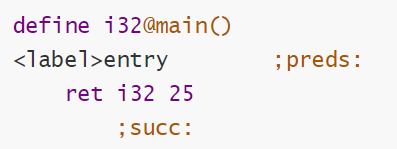 define i32@main()
<label>entry        ;preds:
    ret i32 25
        ;succ: